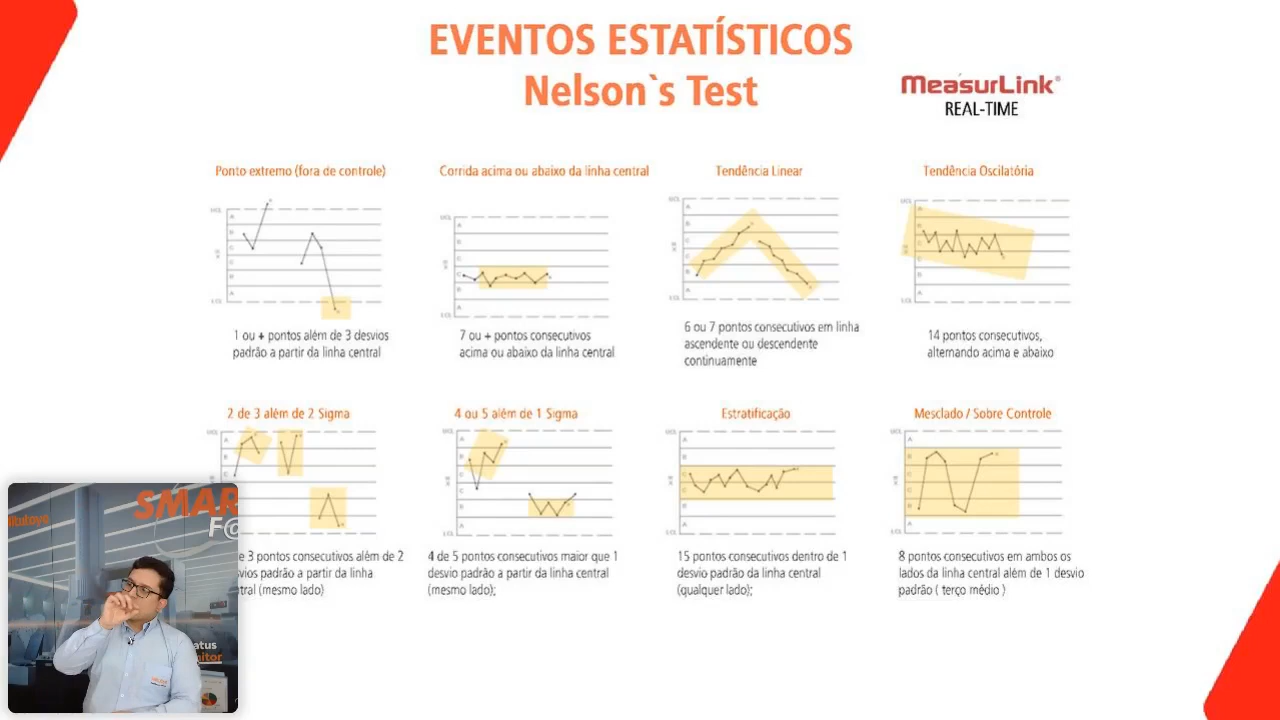 EVENTOS ESTATÍSTICOS
Nelson`s Test
MeasurLink®
REAL-TIME
Ponto extremo (fora de controle)
Corrida acima ou abaixo da linha central
Tendência Linear
Tendência Oscilatória
1 ou + pontos além de 3 desvios
padrão a partir da linha central
7 ou + pontos consecutivos
acima ou abaixo da linha central
6 ou 7 pontos consecutivos em linha
ascendente ou descendente
continuamente
14 pontos consecutivos,
alternando acima e abaixo
2 de 3 além de 2 Sigma
4 ou 5 além de 1 Sigma
Estratificação
Mesclado / Sobre Controle
e 3 pontos consecutivos além de 2
svios padrão a partir da linha
ntral (mesmo lado)
4 de 5 pontos consecutivos maior que 1
desvio padrão a partir da linha central
(mesmo lado);
15 pontos consecutivos dentro de 1
desvio padrão da linha central
(qualquer lado);
8 pontos consecutivos em ambos os
lados da linha central além de 1 desvio
padrão ( terço médio )
Mitutoyo
SMAR
F@
atus
nitor